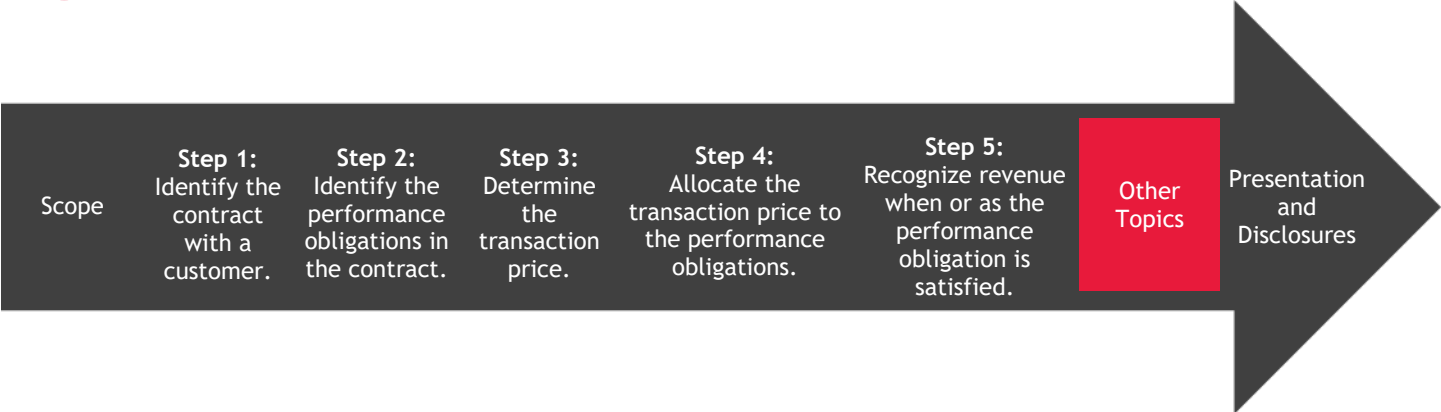 Scope
Step 1:
Identify the
contract
with a
customer.
Step 2:
Identify the
performance
obligations in
the contract.
Step 3:
Determine
the
transaction
price.
Step 4:
Allocate the
transaction price to
the performance
obligations.
Step 5:
Recognize revenue
when or as the
performance
obligation is
satisfied.
Other
Topics
Presentation
and
Disclosures